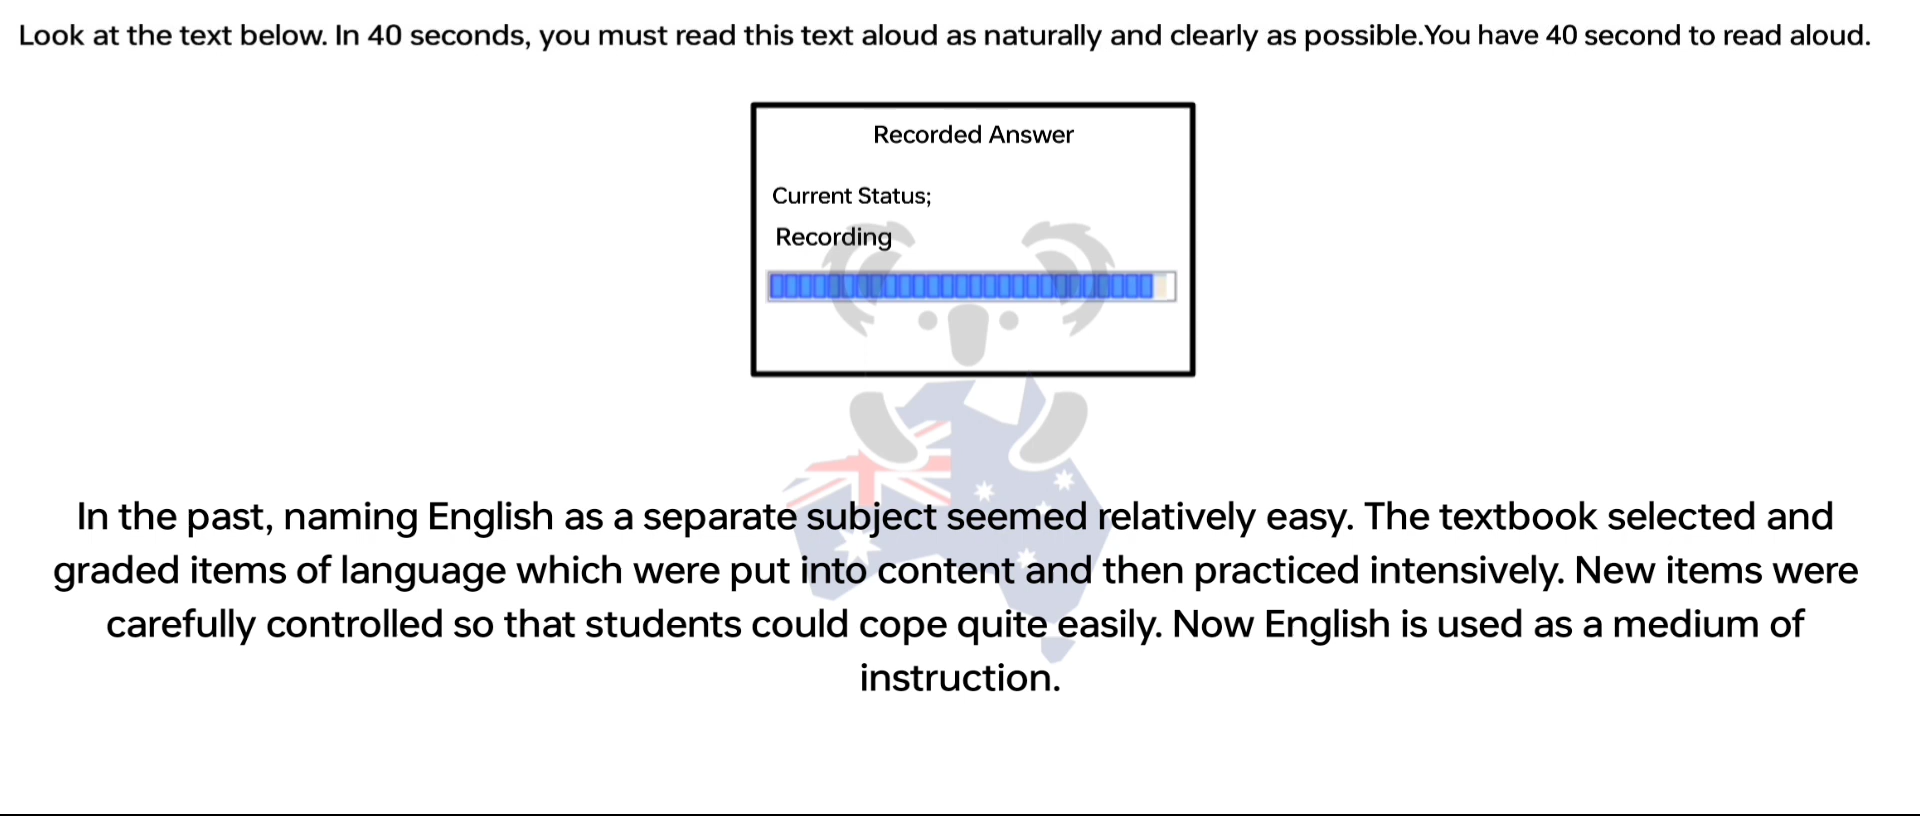 Look at the text below. In 40 seconds, you must read this text aloud as naturally and clearly as possible.You have 40 second to read aloud.
Recorded Answer
Current Status;
Recording
In the past, naming English as a separate subject seemed relatively easy. The textbook selected and
graded items of language which were put into content and then practiced intensively. New items were
carefully controlled so that students could cope quite easily. Now English is used as a medium of
instruction.